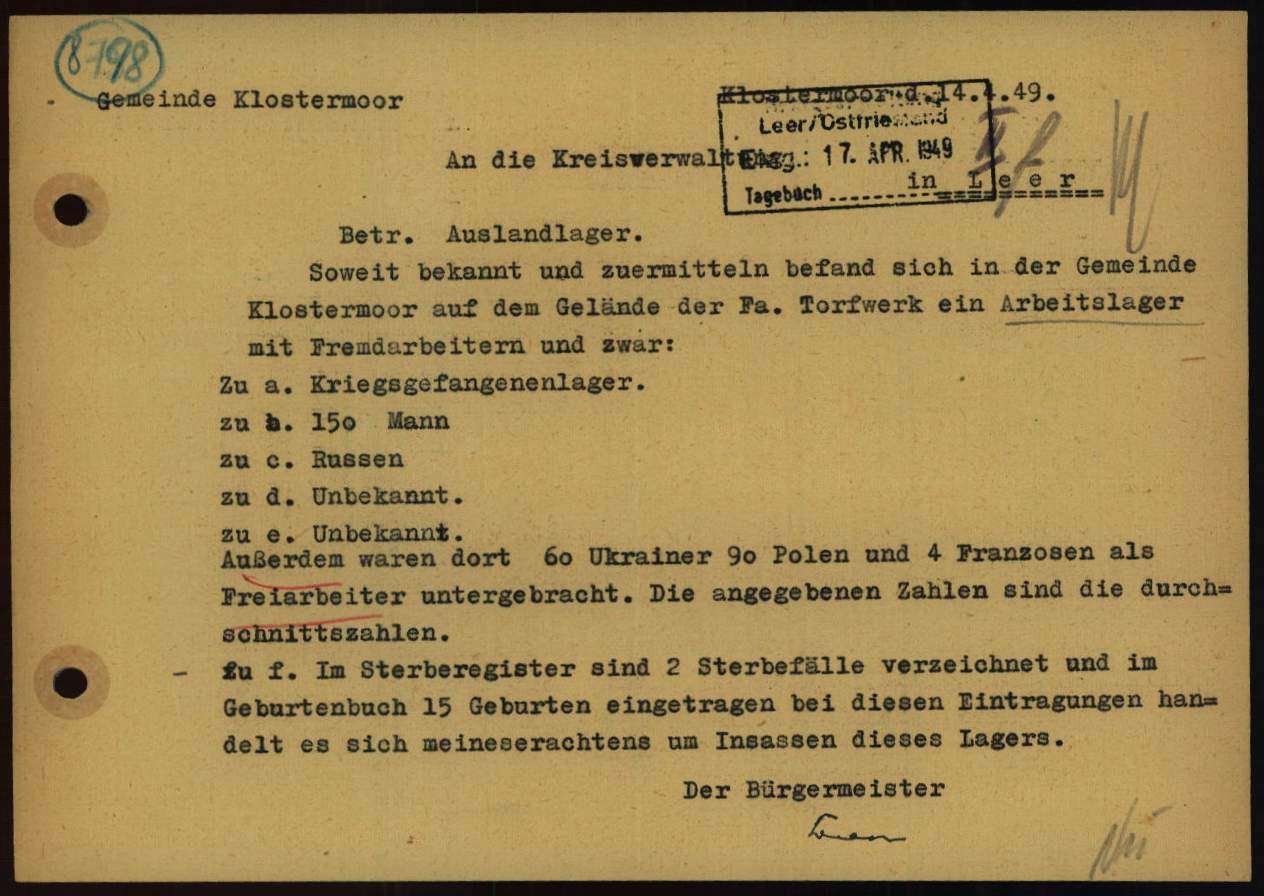 8798
Gemeinde Klostermoor
Klostermoor d.14.4.49.
Leer/Ostfriesland
An die Kreisverwaltung
Eing.: 17. APR. 1949
in Leer
Tagebuch
Betr. Auslandlager.
Soweit bekannt und zuermitteln befand sich in der Gemeinde
Klostermoor auf dem Gelände der Fa. Torfwerk ein Arbeitslager
mit Fremdarbeitern und zwar:
Zu a. Kriegsgefangenenlager.
zu b. 15o Mann
zu c. Russen
zu d. Unbekannt.
zu e. Unbekannt.
Außerdem waren dort 6o Ukrainer 9o Polen und 4 Franzosen als
Freiarbeiter untergebracht. Die angegebenen Zahlen sind die durch=
schnittszahlen.
Zu f. Im Sterberegister sind 2 Sterbefälle verzeichnet und im
Geburtenbuch 15 Geburten eingetragen bei diesen Eintragungen han=
delt es sich meineserachtens um Insassen dieses Lagers.
Der Bürgermeister